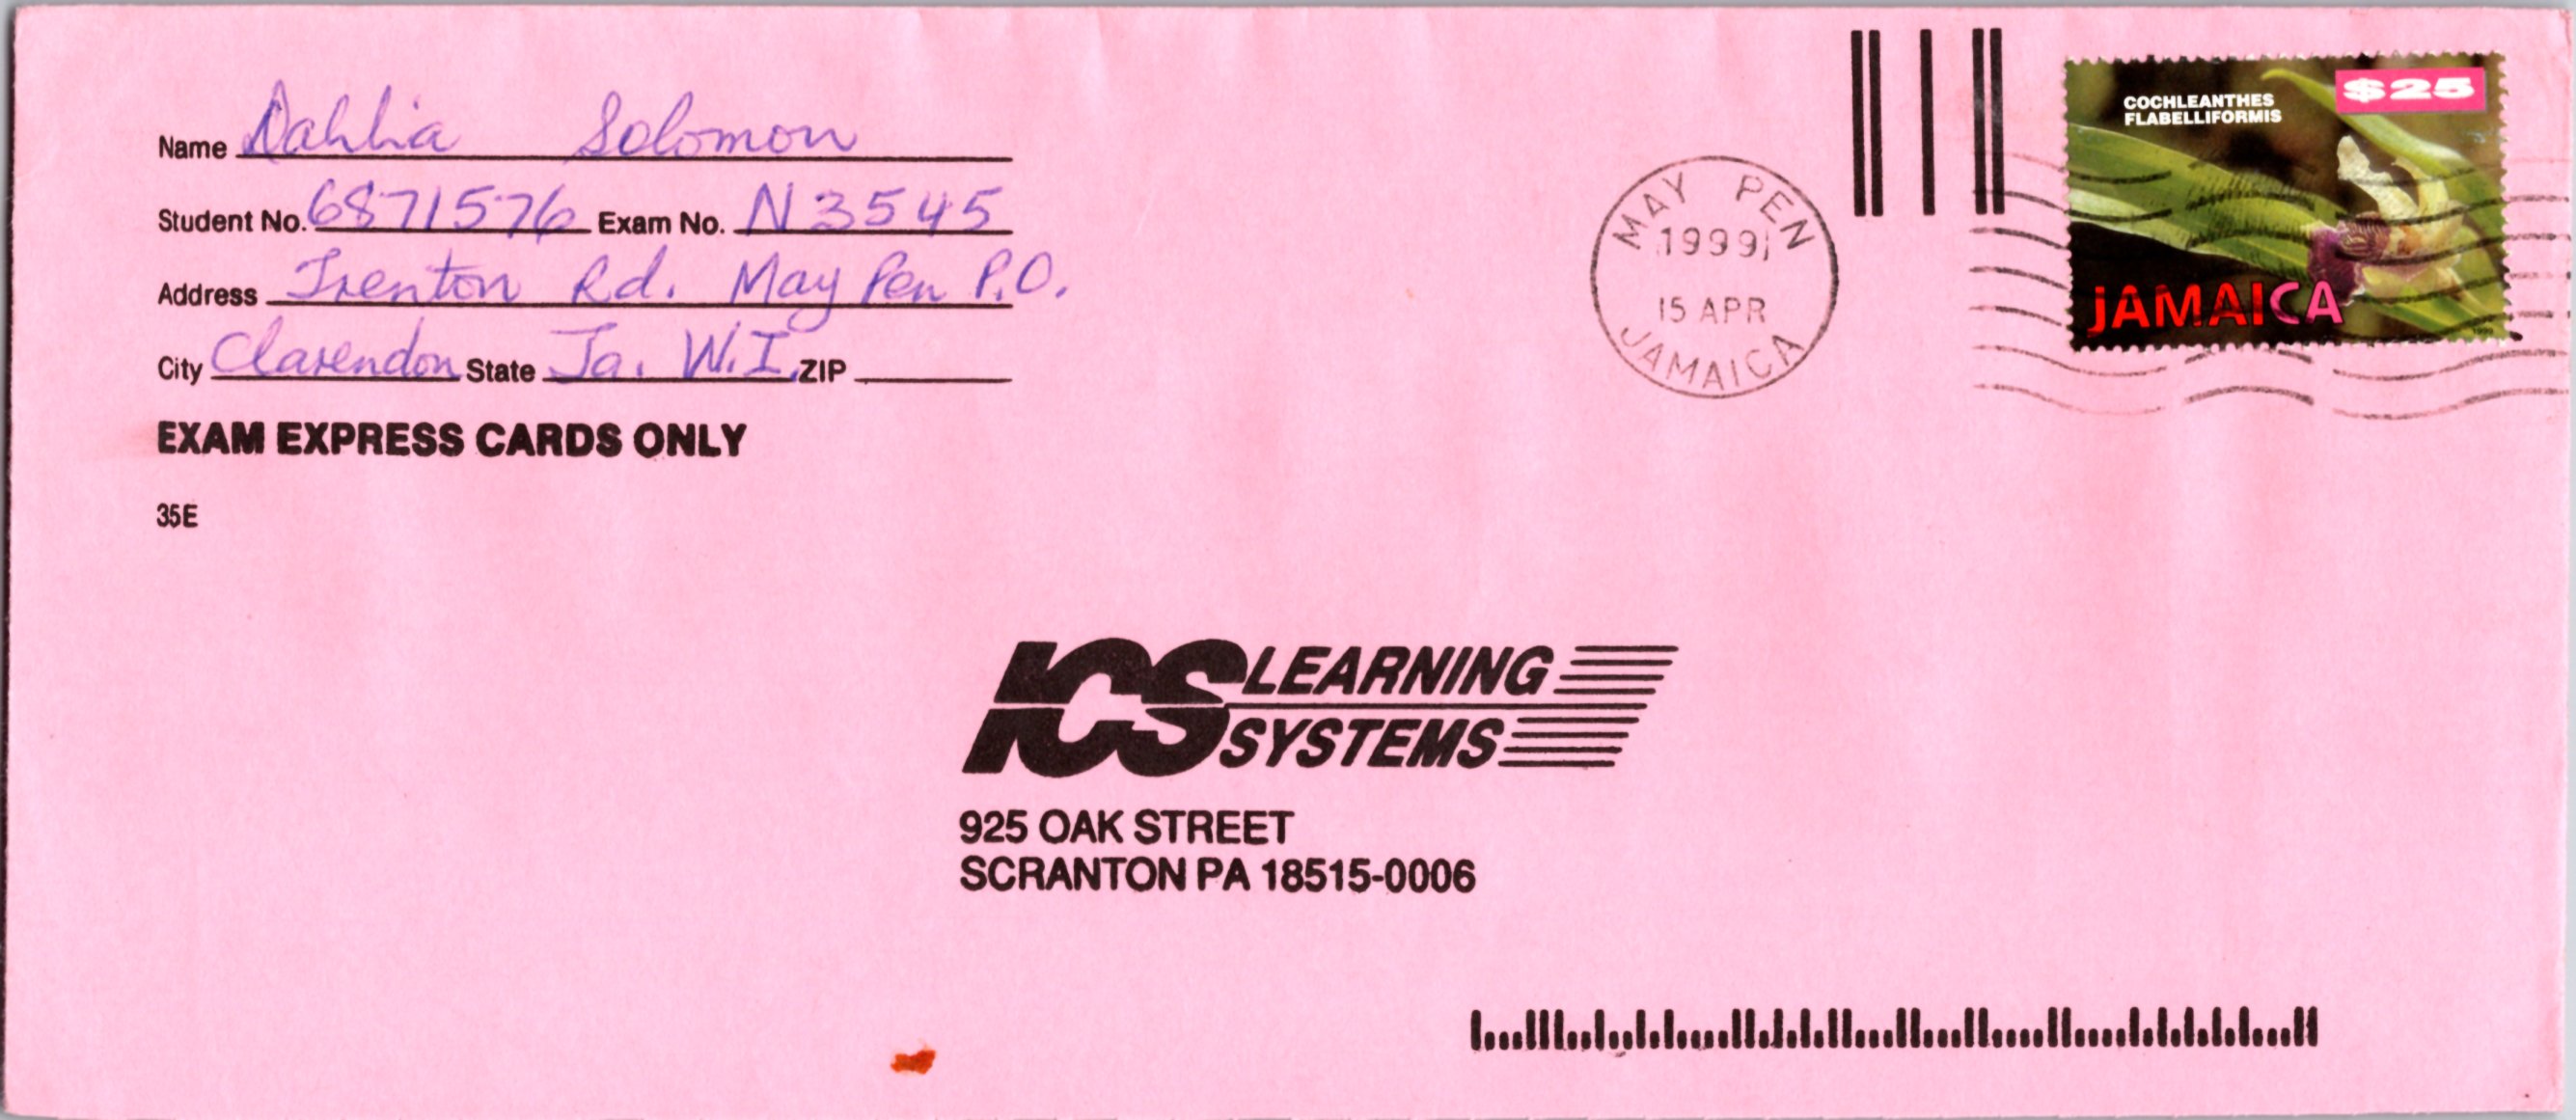 Name Dahlia Solomon
Student No. 6871576 Exam No. N3545
Address Trenton Rd. May Pen P.O.
City Clarendon State Ja. W.I. ZIP
EXAM EXPRESS CARDS ONLY
35E
MAY PEN
1999
15 APR
JAMAICA
COCHLEANTHES
FLABELLIFORMIS
$25
JAMAICA
ICS LEARNING
SYSTEMS
925 OAK STREET
SCRANTON PA 18515-0006